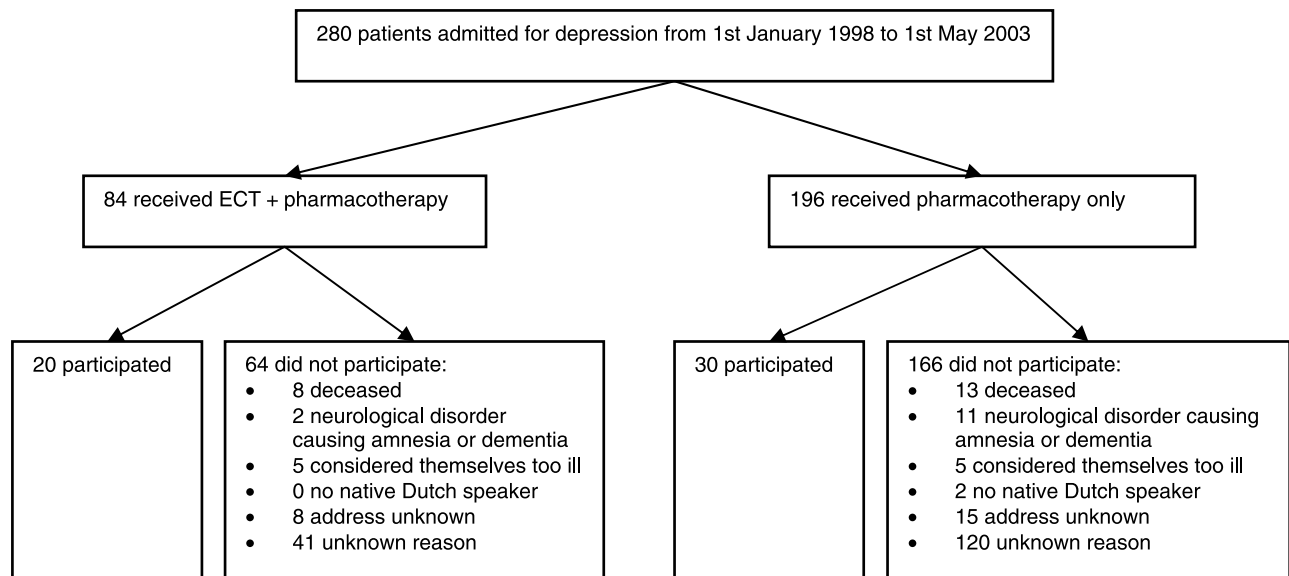 280 patients admitted for depression from 1st January 1998 to 1st May 2003
84 received ECT + pharmacotherapy
196 received pharmacotherapy only
20 participated
64 did not participate:
• 8 deceased
• 2 neurological disorder
causing amnesia or dementia
• 5 considered themselves too ill
• 0 no native Dutch speaker
• 8 address unknown
• 41 unknown reason
30 participated
166 did not participate:
• 13 deceased
• 11 neurological disorder causing
amnesia or dementia
• 5 considered themselves too ill
• 2 no native Dutch speaker
• 15 address unknown
• 120 unknown reason